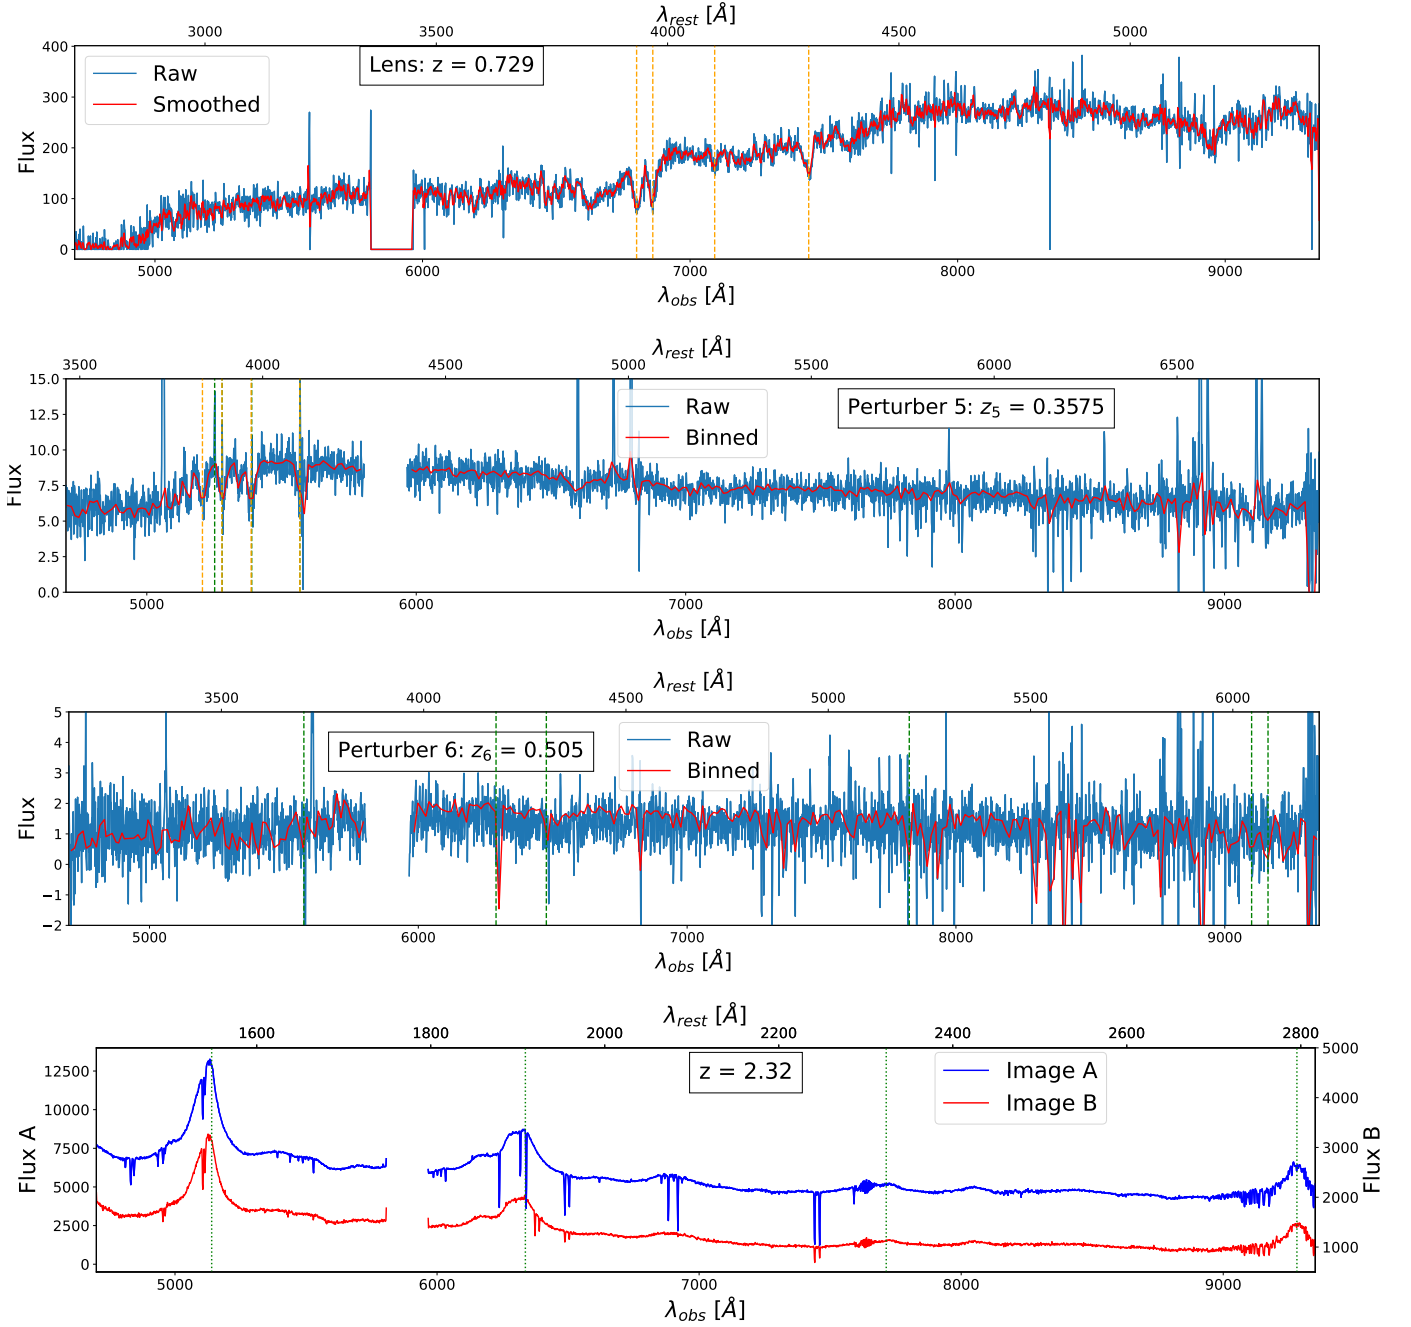 λrest [Å]
3000 3500 4000 4500 5000
400
300
200
100
0
Flux
Raw
Smoothed
Lens: z = 0.729
5000 6000 7000 8000 9000
λobs [Å]
λrest [Å]
3500 4000 4500 5000 5500 6000 6500
15.0
12.5
10.0
7.5
5.0
2.5
0.0
Flux
Raw
Binned
Perturber 5: z5 = 0.3575
5000 6000 7000 8000 9000
λobs [Å]
λrest [Å]
3500 4000 4500 5000 5500 6000
5
4
3
2
1
0
−1
−2
Flux
Perturber 6: z6 = 0.505
Raw
Binned
5000 6000 7000 8000 9000
λobs [Å]
λrest [Å]
1600 1800 2000 2200 2400 2600 2800
12500
10000
7500
5000
2500
0
Flux A
z = 2.32
Image A
Image B
5000
4000
3000
2000
1000
Flux B
5000 6000 7000 8000 9000
λobs [Å]